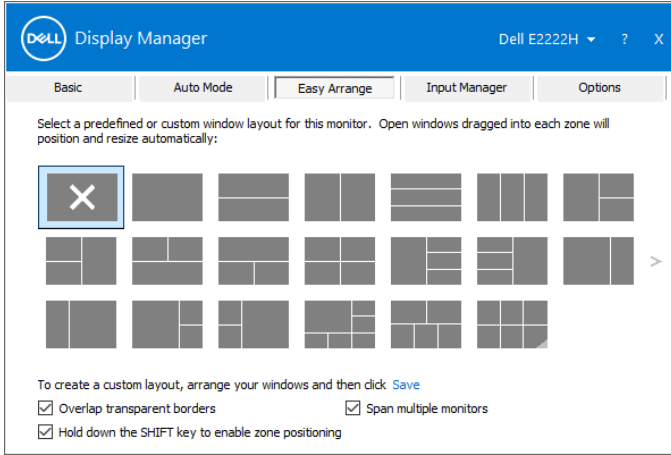 DELL Display Manager
Dell E2222H ? X
Basic Auto Mode Easy Arrange Input Manager Options
Select a predefined or custom window layout for this monitor. Open windows dragged into each zone will
position and resize automatically:
>
To create a custom layout, arrange your windows and then click Save
Overlap transparent borders Span multiple monitors
Hold down the SHIFT key to enable zone positioning